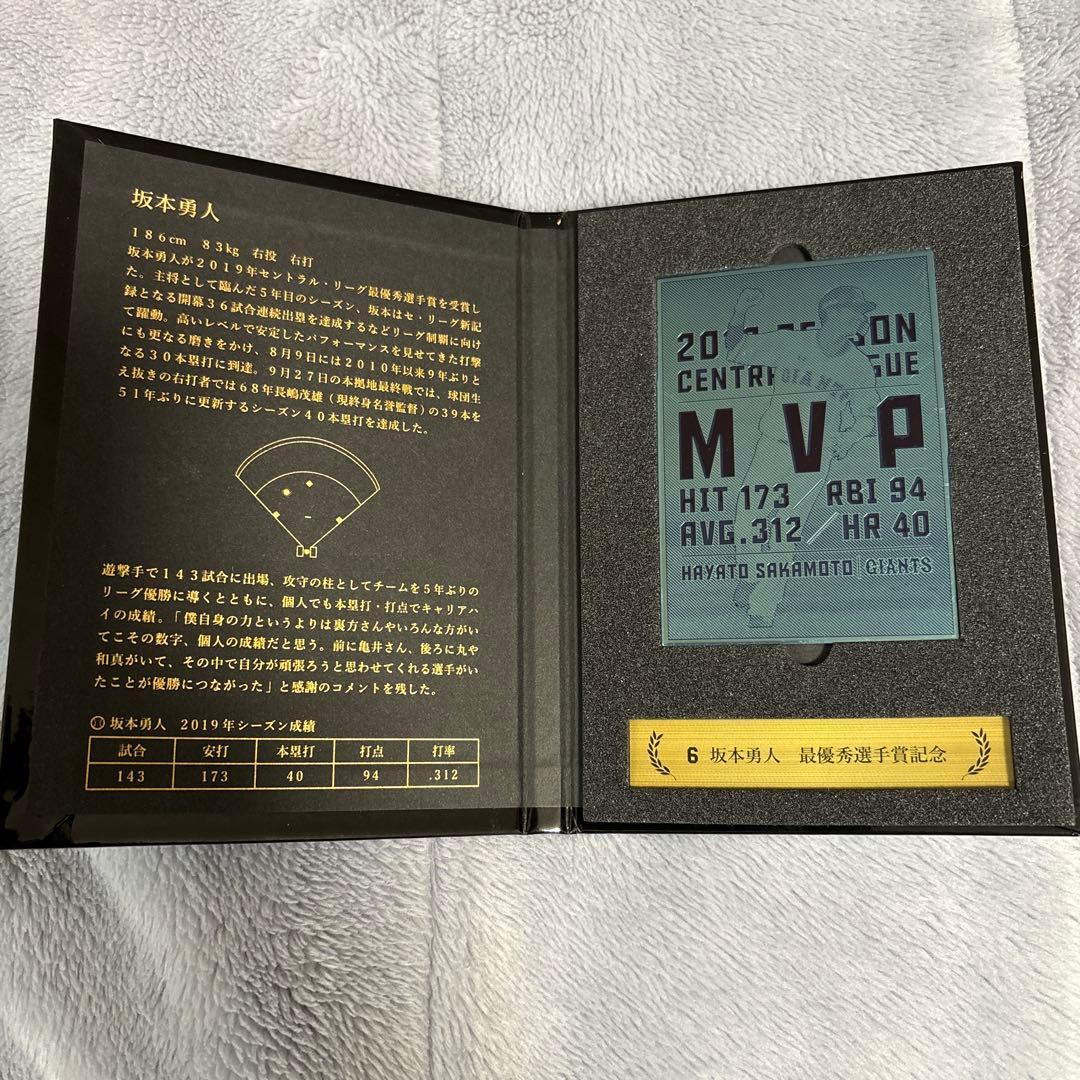 坂本勇人
186cm 83kg 右投 右打
坂本勇人が2019年セントラル・リーグ最優秀選手賞を受賞し
た。主将として臨んだ5年目のシーズン、坂本はセ・リーグ新記
録となる開幕36試合連続出塁を達成するなどリーグ制覇に向け
て躍動。高いレベルで安定したパフォーマンスを見せてきた打撃
にも更なる磨きをかけ、8月9日には2010年以来9年ぶりと
なる30本塁打に到達。9月27日の本拠地最終戦では、球団生
え抜きの右打者では68年長嶋茂雄(現終身名誉監督)の39本を
51年ぶりに更新するシーズン40本塁打を達成した。
遊撃手で143試合に出場、攻守の柱としてチームを5年ぶりの
リーグ優勝に導くとともに、個人でも本塁打・打点でキャリアハ
イの成績。「僕自身の力というよりは裏方さんやいろんな方がい
てこその数字、個人の成績だと思う。前に亀井さん、後ろに丸や
和真がいて、その中で自分が頑張ろうと思わせてくれる選手がい
たことが優勝につながった」と感謝のコメントを残した。
坂本勇人 2019年シーズン成績
試合 安打 本塁打 打点 打率
143 173 40 94 .312
MVP
HIT 173 RBI 94
AVG.312 HR 40
HAYATO SAKAMOTO GIANTS
GIANTS
6 坂本勇人 最優秀選手賞記念